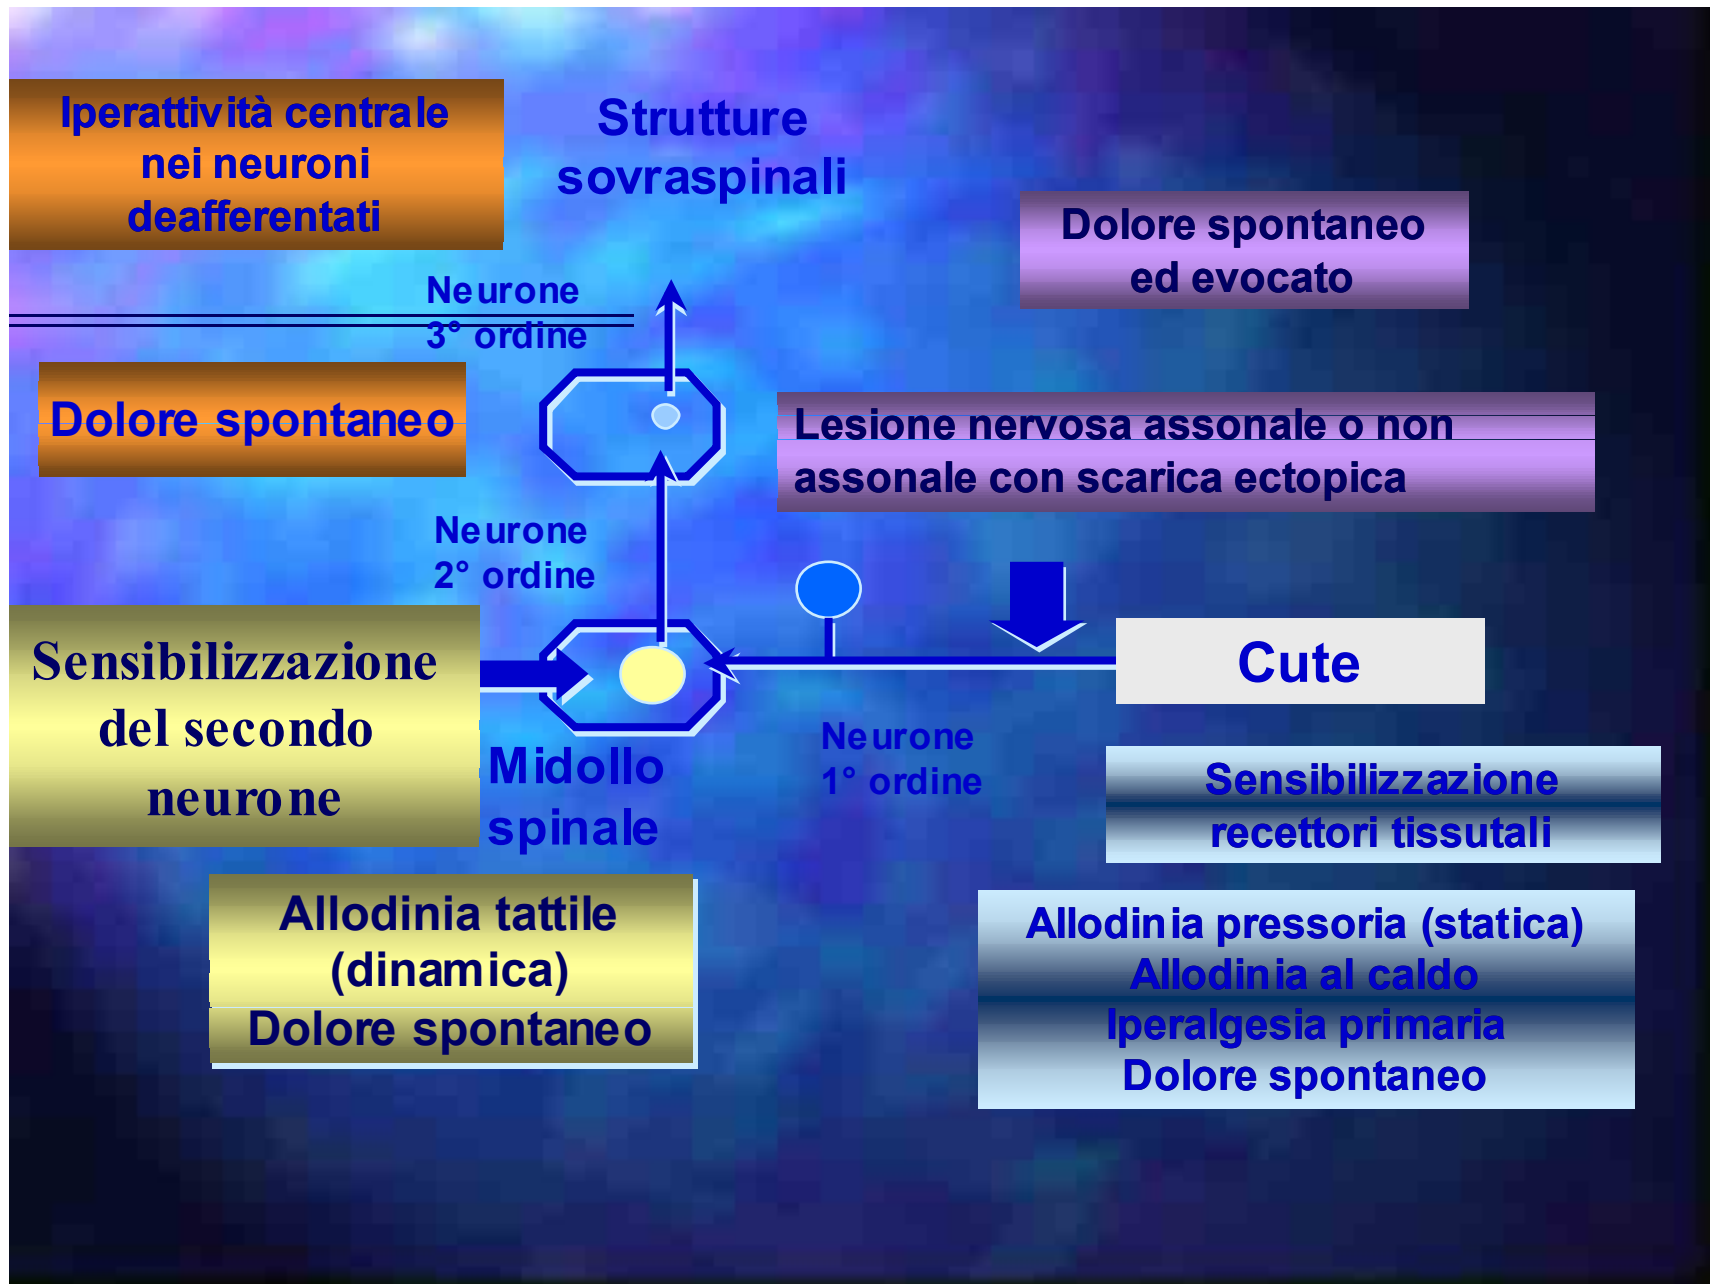 Iperattività centrale
nei neuroni
deafferentati
Strutture
sovraspinali
Dolore spontaneo
ed evocato
Neurone
3° ordine
Dolore spontaneo
Lesione nervosa assonale o non
assonale con scarica ectopica
Neurone
2° ordine
Sensibilizzazione
del secondo
neurone
Cute
Midollo
spinale
Neurone
1° ordine
Sensibilizzazione
recettori tissutali
Allodinia tattile
(dinamica)
Dolore spontaneo
Allodinia pressoria (statica)
Allodinia al caldo
Iperalgesia primaria
Dolore spontaneo